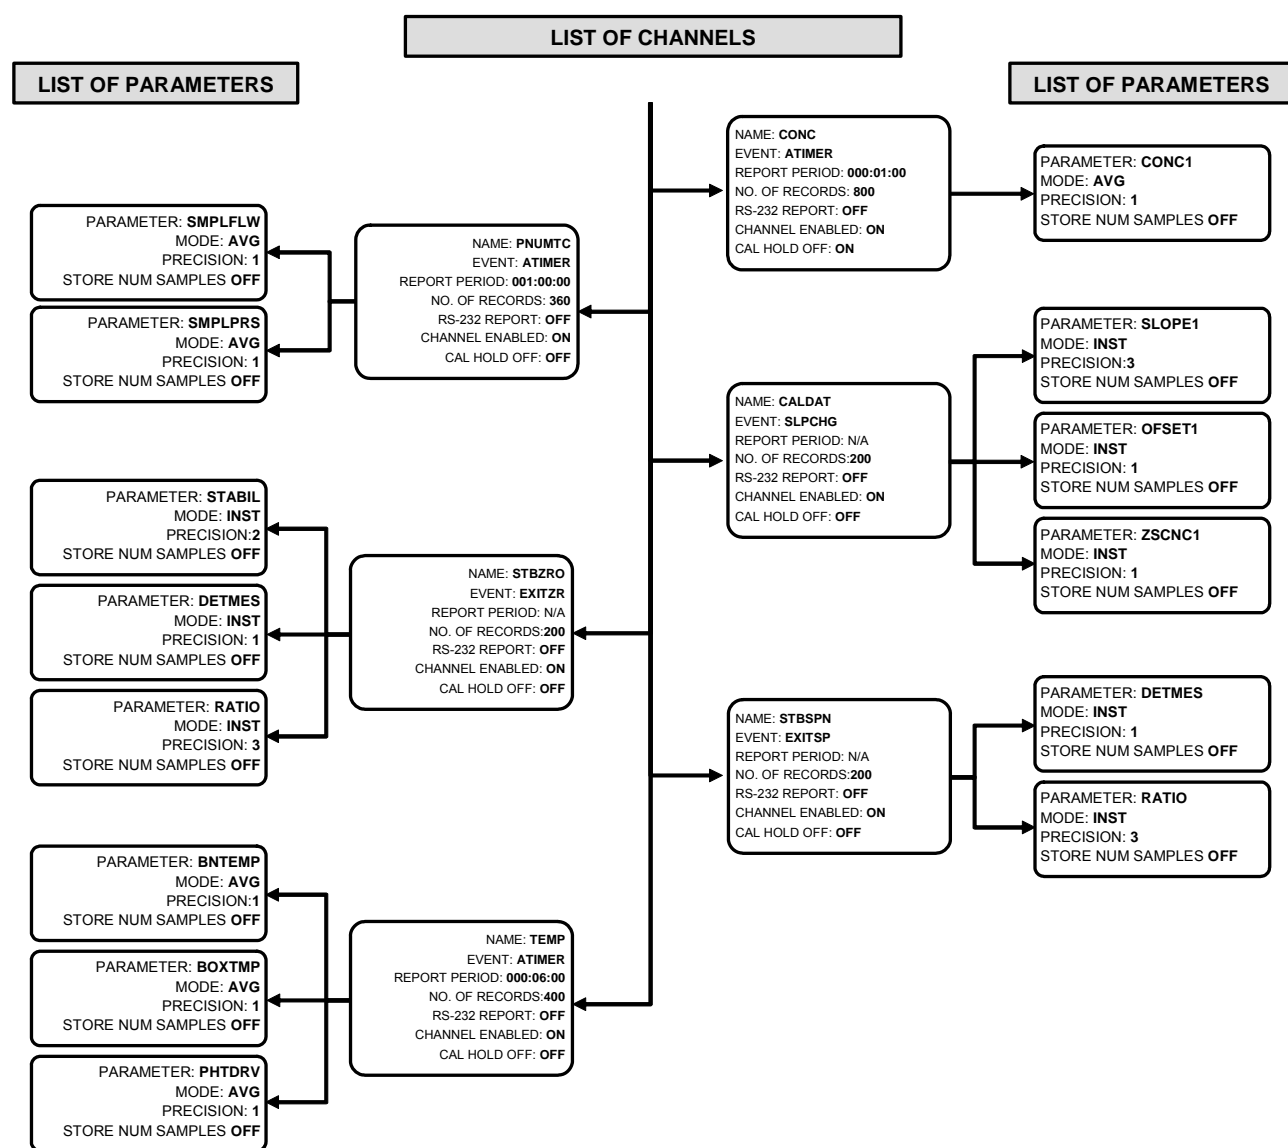 LIST OF CHANNELS
LIST OF PARAMETERS
LIST OF PARAMETERS
NAME: CONC
EVENT: ATIMER
REPORT PERIOD: 000:01:00
NO. OF RECORDS: 800
RS-232 REPORT: OFF
CHANNEL ENABLED: ON
CAL HOLD OFF: ON
PARAMETER: CONC1
MODE: AVG
PRECISION: 1
STORE NUM SAMPLES OFF
PARAMETER: SMPLFLW
MODE: AVG
PRECISION: 1
STORE NUM SAMPLES OFF
PARAMETER: SMPLPRS
MODE: AVG
PRECISION: 1
STORE NUM SAMPLES OFF
NAME: PNUMTC
EVENT: ATIMER
REPORT PERIOD: 001:00:00
NO. OF RECORDS: 360
RS-232 REPORT: OFF
CHANNEL ENABLED: ON
CAL HOLD OFF: OFF
NAME: CALDAT
EVENT: SLPCHG
REPORT PERIOD: N/A
NO. OF RECORDS:200
RS-232 REPORT: OFF
CHANNEL ENABLED: ON
CAL HOLD OFF: OFF
PARAMETER: SLOPE1
MODE: INST
PRECISION:3
STORE NUM SAMPLES OFF
PARAMETER: OFSET1
MODE: INST
PRECISION: 1
STORE NUM SAMPLES OFF
PARAMETER: ZSCNC1
MODE: INST
PRECISION: 1
STORE NUM SAMPLES OFF
PARAMETER: STABIL
MODE: INST
PRECISION:2
STORE NUM SAMPLES OFF
PARAMETER: DETMES
MODE: INST
PRECISION: 1
STORE NUM SAMPLES OFF
PARAMETER: RATIO
MODE: INST
PRECISION: 3
STORE NUM SAMPLES OFF
NAME: STBZRO
EVENT: EXITZR
REPORT PERIOD: N/A
NO. OF RECORDS:200
RS-232 REPORT: OFF
CHANNEL ENABLED: ON
CAL HOLD OFF: OFF
NAME: STBSPN
EVENT: EXITSP
REPORT PERIOD: N/A
NO. OF RECORDS:200
RS-232 REPORT: OFF
CHANNEL ENABLED: ON
CAL HOLD OFF: OFF
PARAMETER: DETMES
MODE: INST
PRECISION: 1
STORE NUM SAMPLES OFF
PARAMETER: RATIO
MODE: INST
PRECISION: 3
STORE NUM SAMPLES OFF
PARAMETER: BNTEMP
MODE: AVG
PRECISION:1
STORE NUM SAMPLES OFF
PARAMETER: BOXTMP
MODE: AVG
PRECISION: 1
STORE NUM SAMPLES OFF
PARAMETER: PHTDRV
MODE: AVG
PRECISION: 1
STORE NUM SAMPLES OFF
NAME: TEMP
EVENT: ATIMER
REPORT PERIOD: 000:06:00
NO. OF RECORDS:400
RS-232 REPORT: OFF
CHANNEL ENABLED: ON
CAL HOLD OFF: OFF